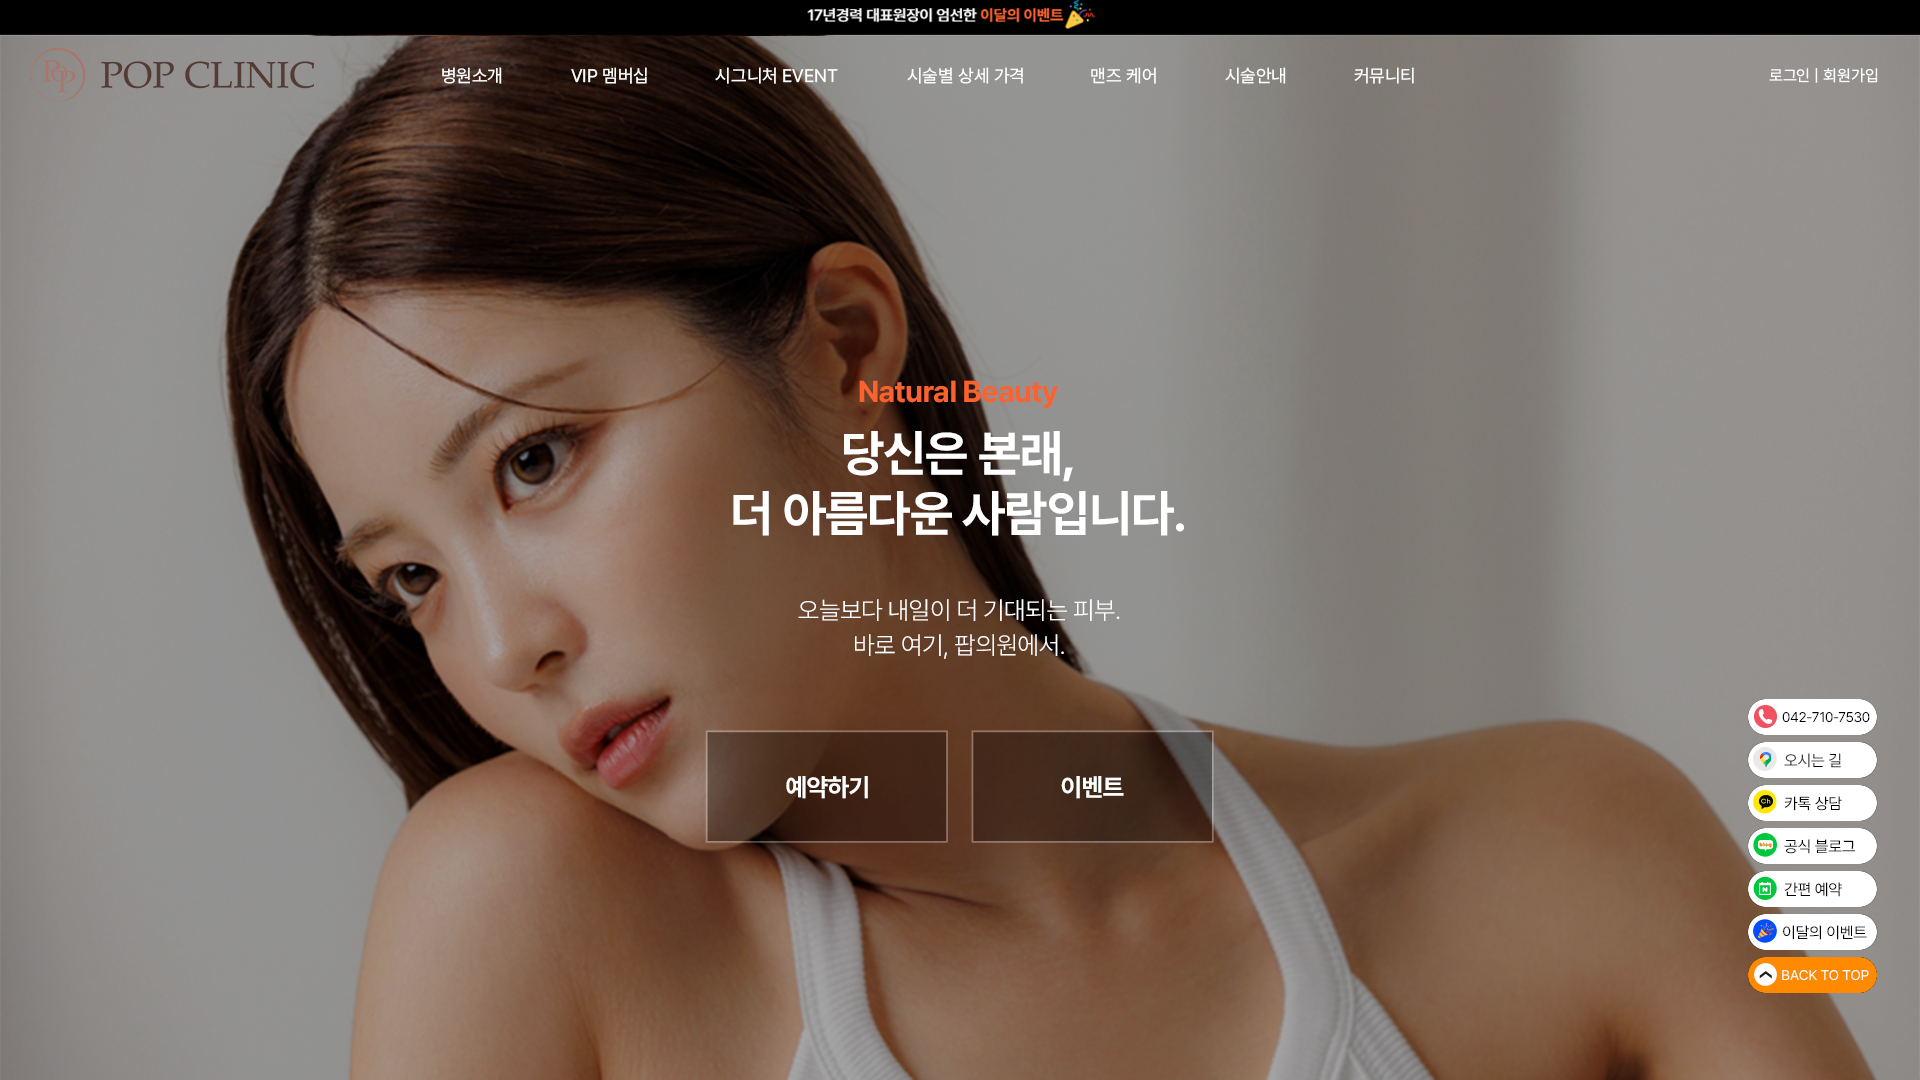 17년경력 대표원장이 엄선한 이달의 이벤트
POP POP CLINIC
병원소개 VIP 멤버십 시그니처 EVENT 시술별 상세 가격 맨즈 케어 시술안내 커뮤니티
로그인 | 회원가입
Natural Beauty
당신은 본래,
더 아름다운 사람입니다.
오늘보다 내일이 더 기대되는 피부.
바로 여기, 팝의원에서.
예약하기
이벤트
042-710-7530
오시는 길
Ch 카톡 상담
blog 공식 블로그
N 간편 예약
이달의 이벤트
BACK TO TOP